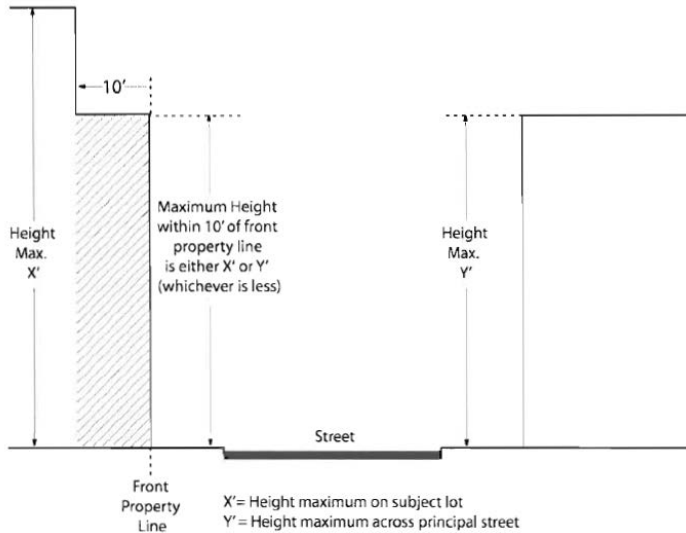 10'
Maximum Height
within 10' of front
property line
is either X' or Y'
(whichever is less)
Height
Max.
X'
Height
Max.
Y'
Street
Front
Property
Line
X'= Height maximum on subject lot
Y'= Height maximum across principal street